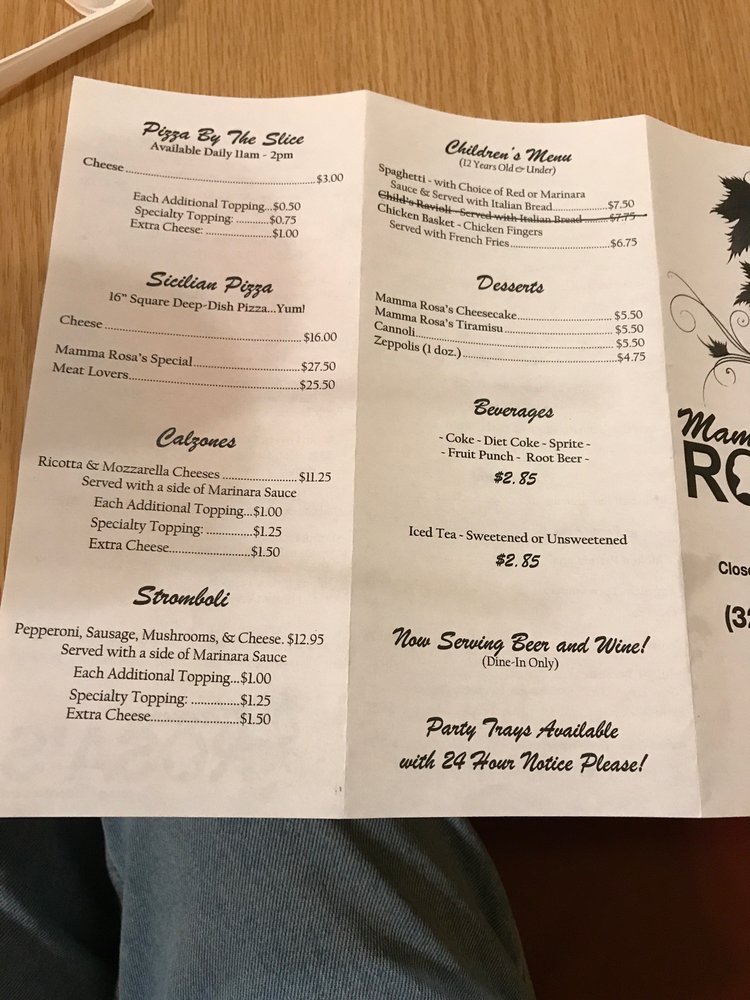 Pizza By The Slice
Available Daily 11am - 2pm
Cheese.......$3.00
Each Additional Topping...$0.50
Specialty Topping: ...........$0.75
Extra Cheese: ......................$1.00
Sicilian Pizza
16" Square Deep-Dish Pizza...Yum!
Cheese.......$16.00
Mamma Rosa's Special.......$27.50
Meat Lovers.......$25.50
Calzones
Ricotta & Mozzarella Cheeses .......$11.25
Served with a side of Marinara Sauce
Each Additional Topping...$1.00
Specialty Topping: ..............$1.25
Extra Cheese.......$1.50
Stromboli
Pepperoni, Sausage, Mushrooms, & Cheese. $12.95
Served with a side of Marinara Sauce
Each Additional Topping...$1.00
Specialty Topping: ..............$1.25
Extra Cheese.......$1.50
Children's Menu
(12 Years Old & Under)
Spaghetti - with Choice of Red or Marinara
Sauce & Served with Italian Bread.......$7.50
Child's Ravioli - Served with Italian Bread .......$7.75
Chicken Basket - Chicken Fingers
Served with French Fries.......$6.75
Desserts
Mamma Rosa's Cheesecake.......$5.50
Mamma Rosa's Tiramisu.......$5.50
Cannoli.......$5.50
Zeppolis (1 doz.).......$4.75
Beverages
- Coke - Diet Coke - Sprite -
- Fruit Punch - Root Beer -
$2.85
Iced Tea - Sweetened or Unsweetened
$2.85
Now Serving Beer and Wine!
(Dine-In Only)
Party Trays Available
with 24 Hour Notice Please!
Mam
RO
Close
(32